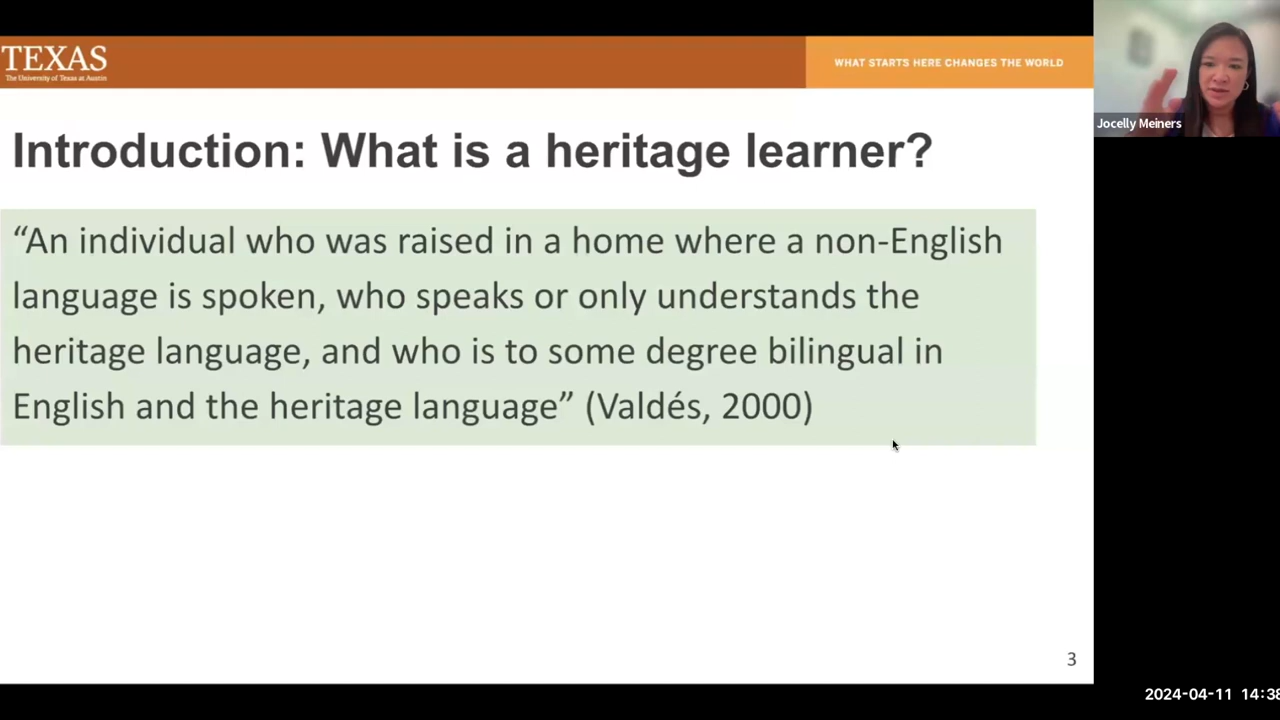 TEXAS
The University of Texas at Austin
WHAT STARTS HERE CHANGES THE WORLD
Jocelly Meiners
Introduction: What is a heritage learner?
“An individual who was raised in a home where a non-English
language is spoken, who speaks or only understands the
heritage language, and who is to some degree bilingual in
English and the heritage language” (Valdés, 2000)
3
2024-04-11 14:38